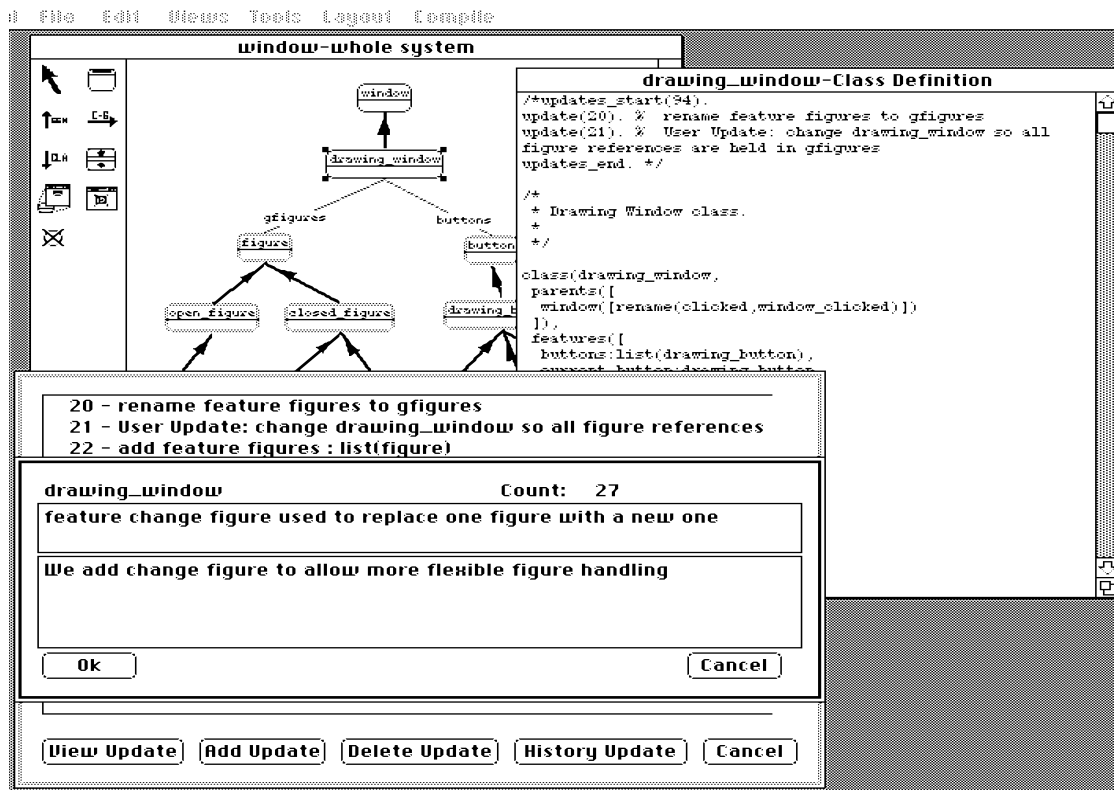 File Edit Views Tools Layout Compile
window-whole system
window
drawing_window
gfigures
buttons
figure
button
open_figure
closed_figure
drawing_b
drawing_window-Class Definition
/*updates_start(94).
update(20). % rename feature figures to gfigures
update(21). % User Update: change drawing_window so all
figure references are held in gfigures
updates_end. */
/*
* Drawing Window class.
*
*/
class(drawing_window,
parents([
window([rename(clicked,window_clicked)])
]),
features([
buttons:list(drawing_button),
current_button:drawing_button
20 - rename feature figures to gfigures
21 - User Update: change drawing_window so all figure references
22 - add feature figures : list(figure)
drawing_window Count: 27
feature change figure used to replace one figure with a new one
We add change figure to allow more flexible figure handling
Ok Cancel
View Update Add Update Delete Update History Update Cancel